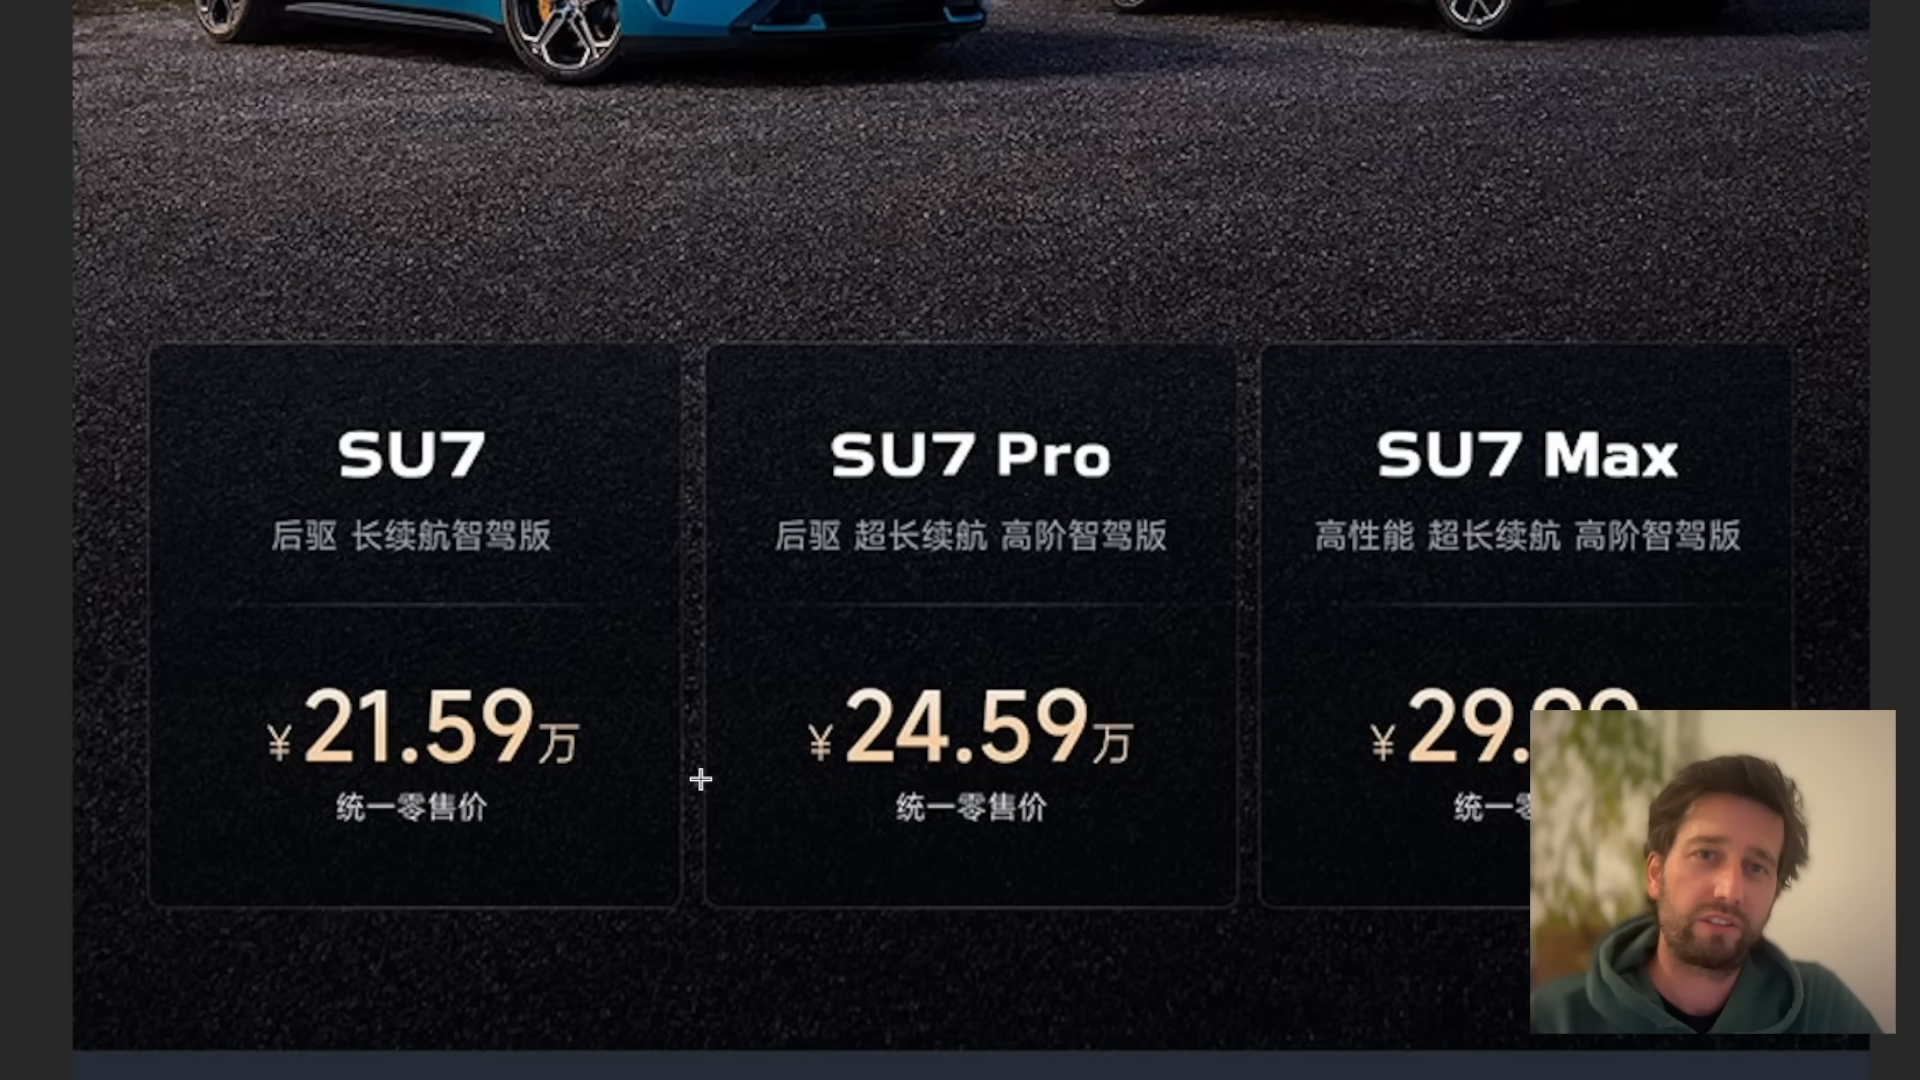 SU7
后驱 长续航智驾版
¥21.59万
统一零售价
SU7 Pro
后驱 超长续航 高阶智驾版
¥24.59万
统一零售价
SU7 Max
高性能 超长续航 高阶智驾版
¥29.
统一